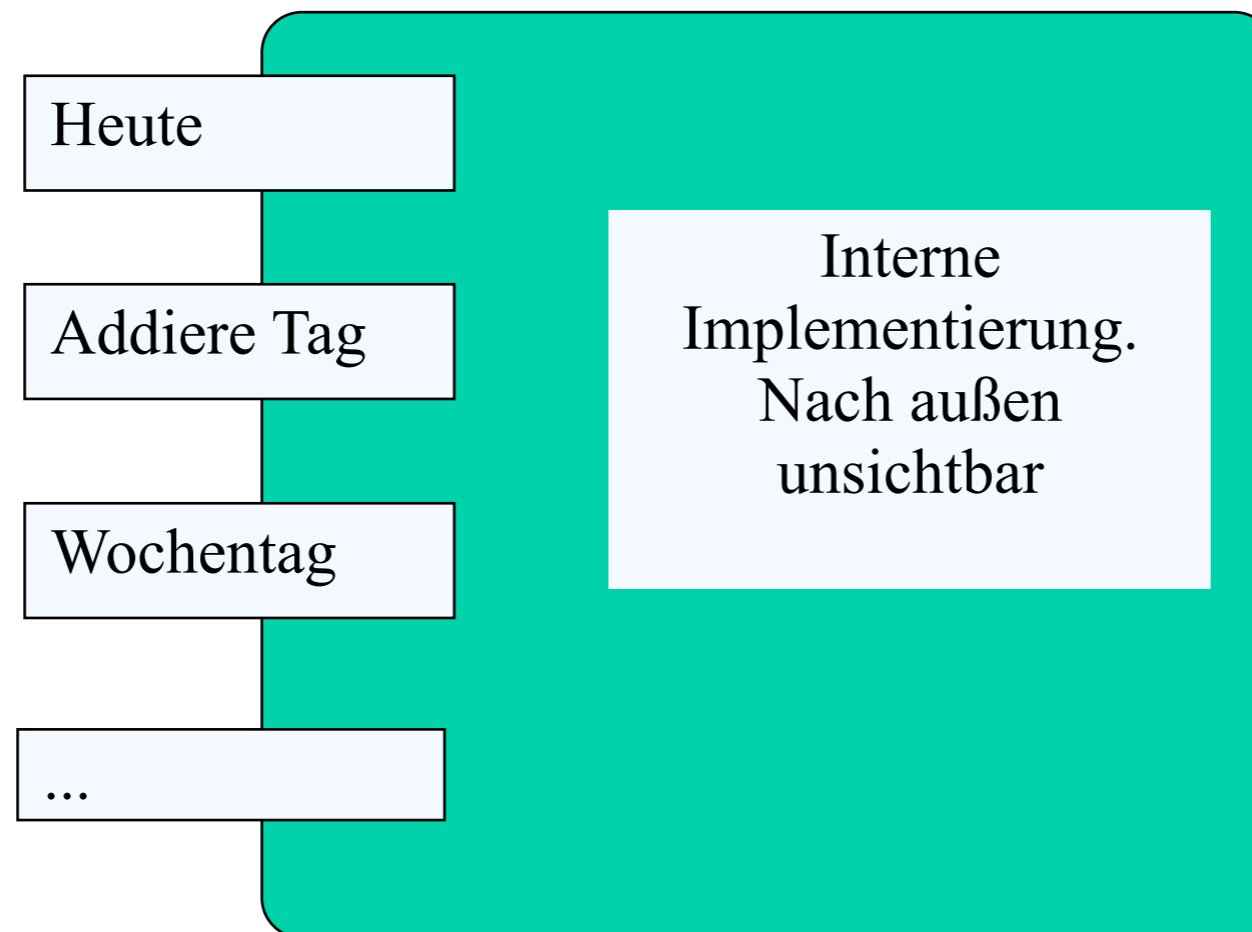 Heute
Addiere Tag
Interne
Implementierung.
Nach außen
unsichtbar
Wochentag
...